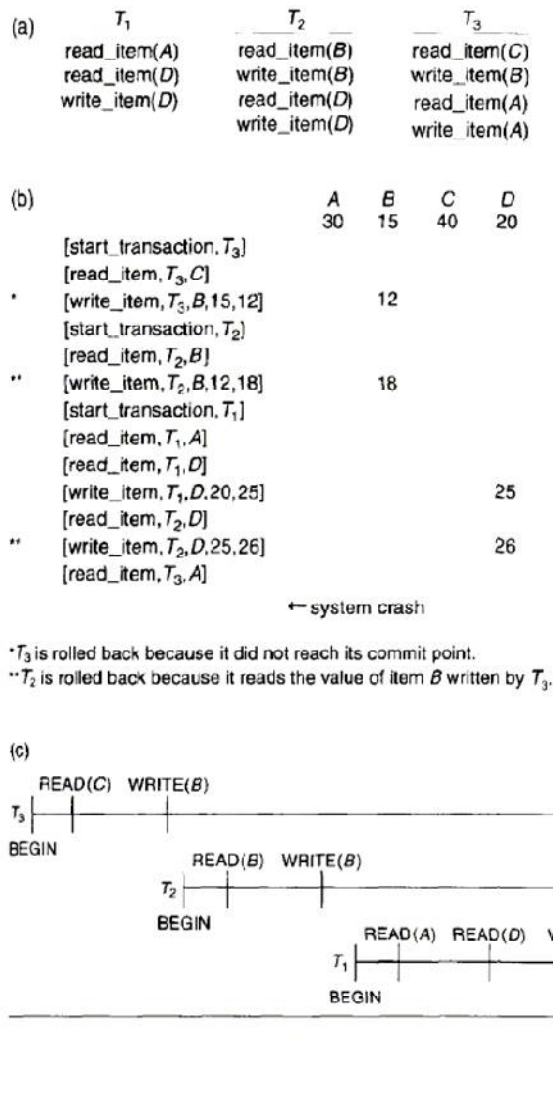 (a) T₁ T₂ T₃
read_item(A) read_item(B) read_item(C)
read_item(D) write_item(B) write_item(B)
write_item(D) read_item(D) read_item(A)
write_item(D) write_item(A)
(b) A B C D
30 15 40 20
[start_transaction,T₃]
[read_item,T₃,C]
* [write_item,T₃,B,15,12] 12
[start_transaction,T₂]
[read_item,T₂,B]
** [write_item,T₂,B,12,18] 18
[start_transaction,T₁]
[read_item,T₁,A]
[read_item,T₁,D]
[write_item,T₁,D,20,25] 25
[read_item,T₂,D]
** [write_item,T₂,D,25,26] 26
[read_item,T₃,A]
← system crash
*T₃ is rolled back because it did not reach its commit point.
**T₂ is rolled back because it reads the value of item B written by T₃.
(c)
READ(C) WRITE(B)
T₃
BEGIN
READ(B) WRITE(B)
T₂
BEGIN
READ(A) READ(D)
T₁
BEGIN